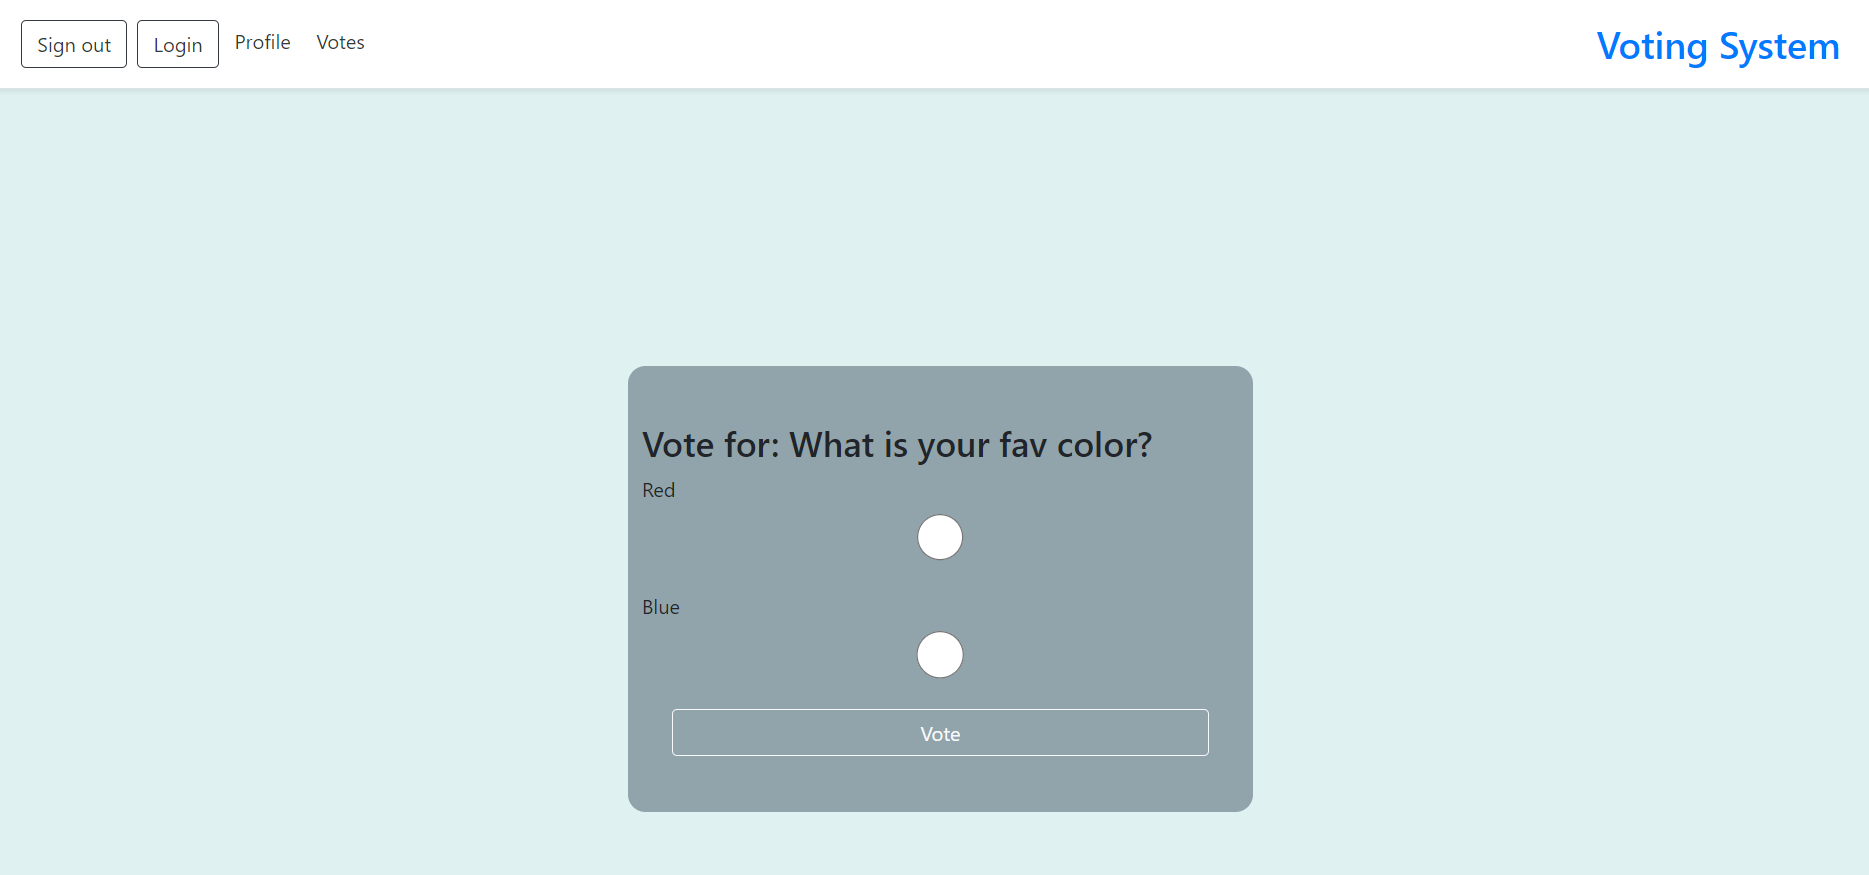 Sign out Login Profile Votes Voting System
Vote for: What is your fav color?
Red
Blue
Vote